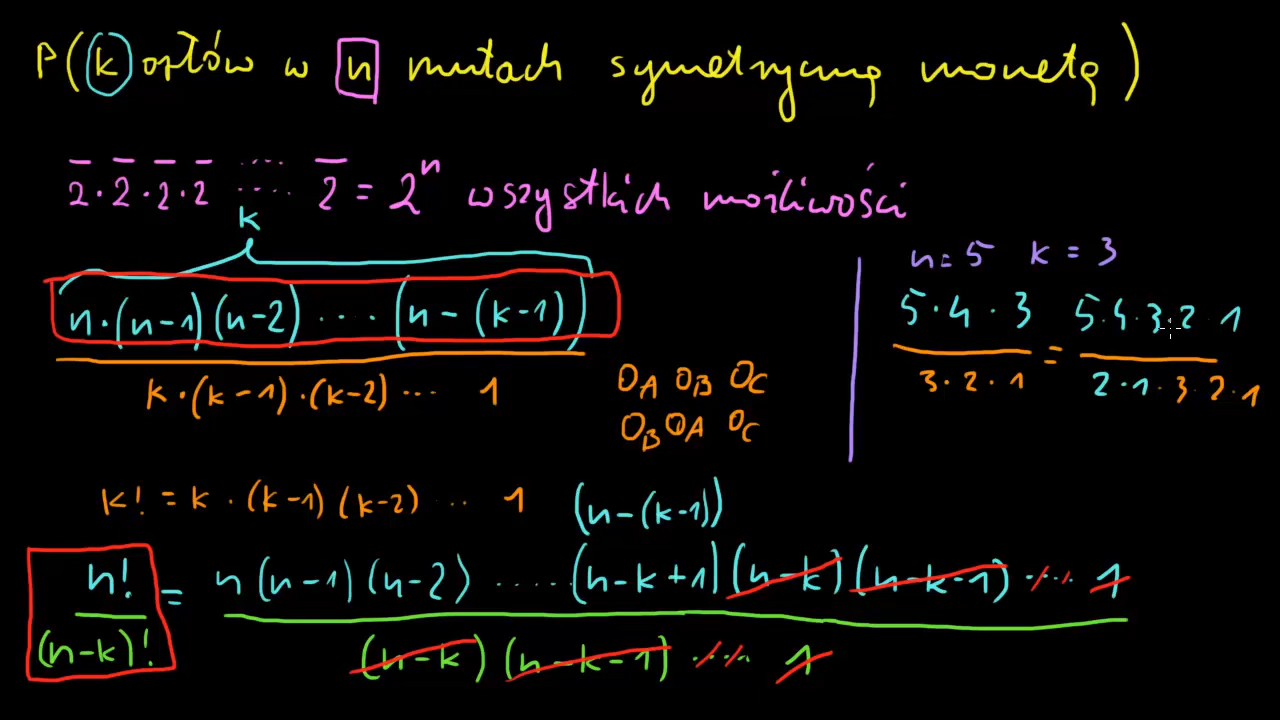 P(k orłów w n rzutach symetryczną monetą)
2·2·2·2 ···· 2 = 2ⁿ wszystkich możliwości
k
n·(n-1)(n-2) ···· (n-(k-1))
k·(k-1)·(k-2) ··· 1
O_A O_B O_C
O_B O_A O_C
n=5 k=3
5·4·3 / 3·2·1 = 5·4·3·2·1 / 2·1·3·2·1
k! = k·(k-1)(k-2) ··· 1
(n-(k-1))
n! / (n-k)! = n(n-1)(n-2) ····· (n-k+1)(n-k)(n-k-1) ···· 1 / (n-k)(n-k-1) ····· 1